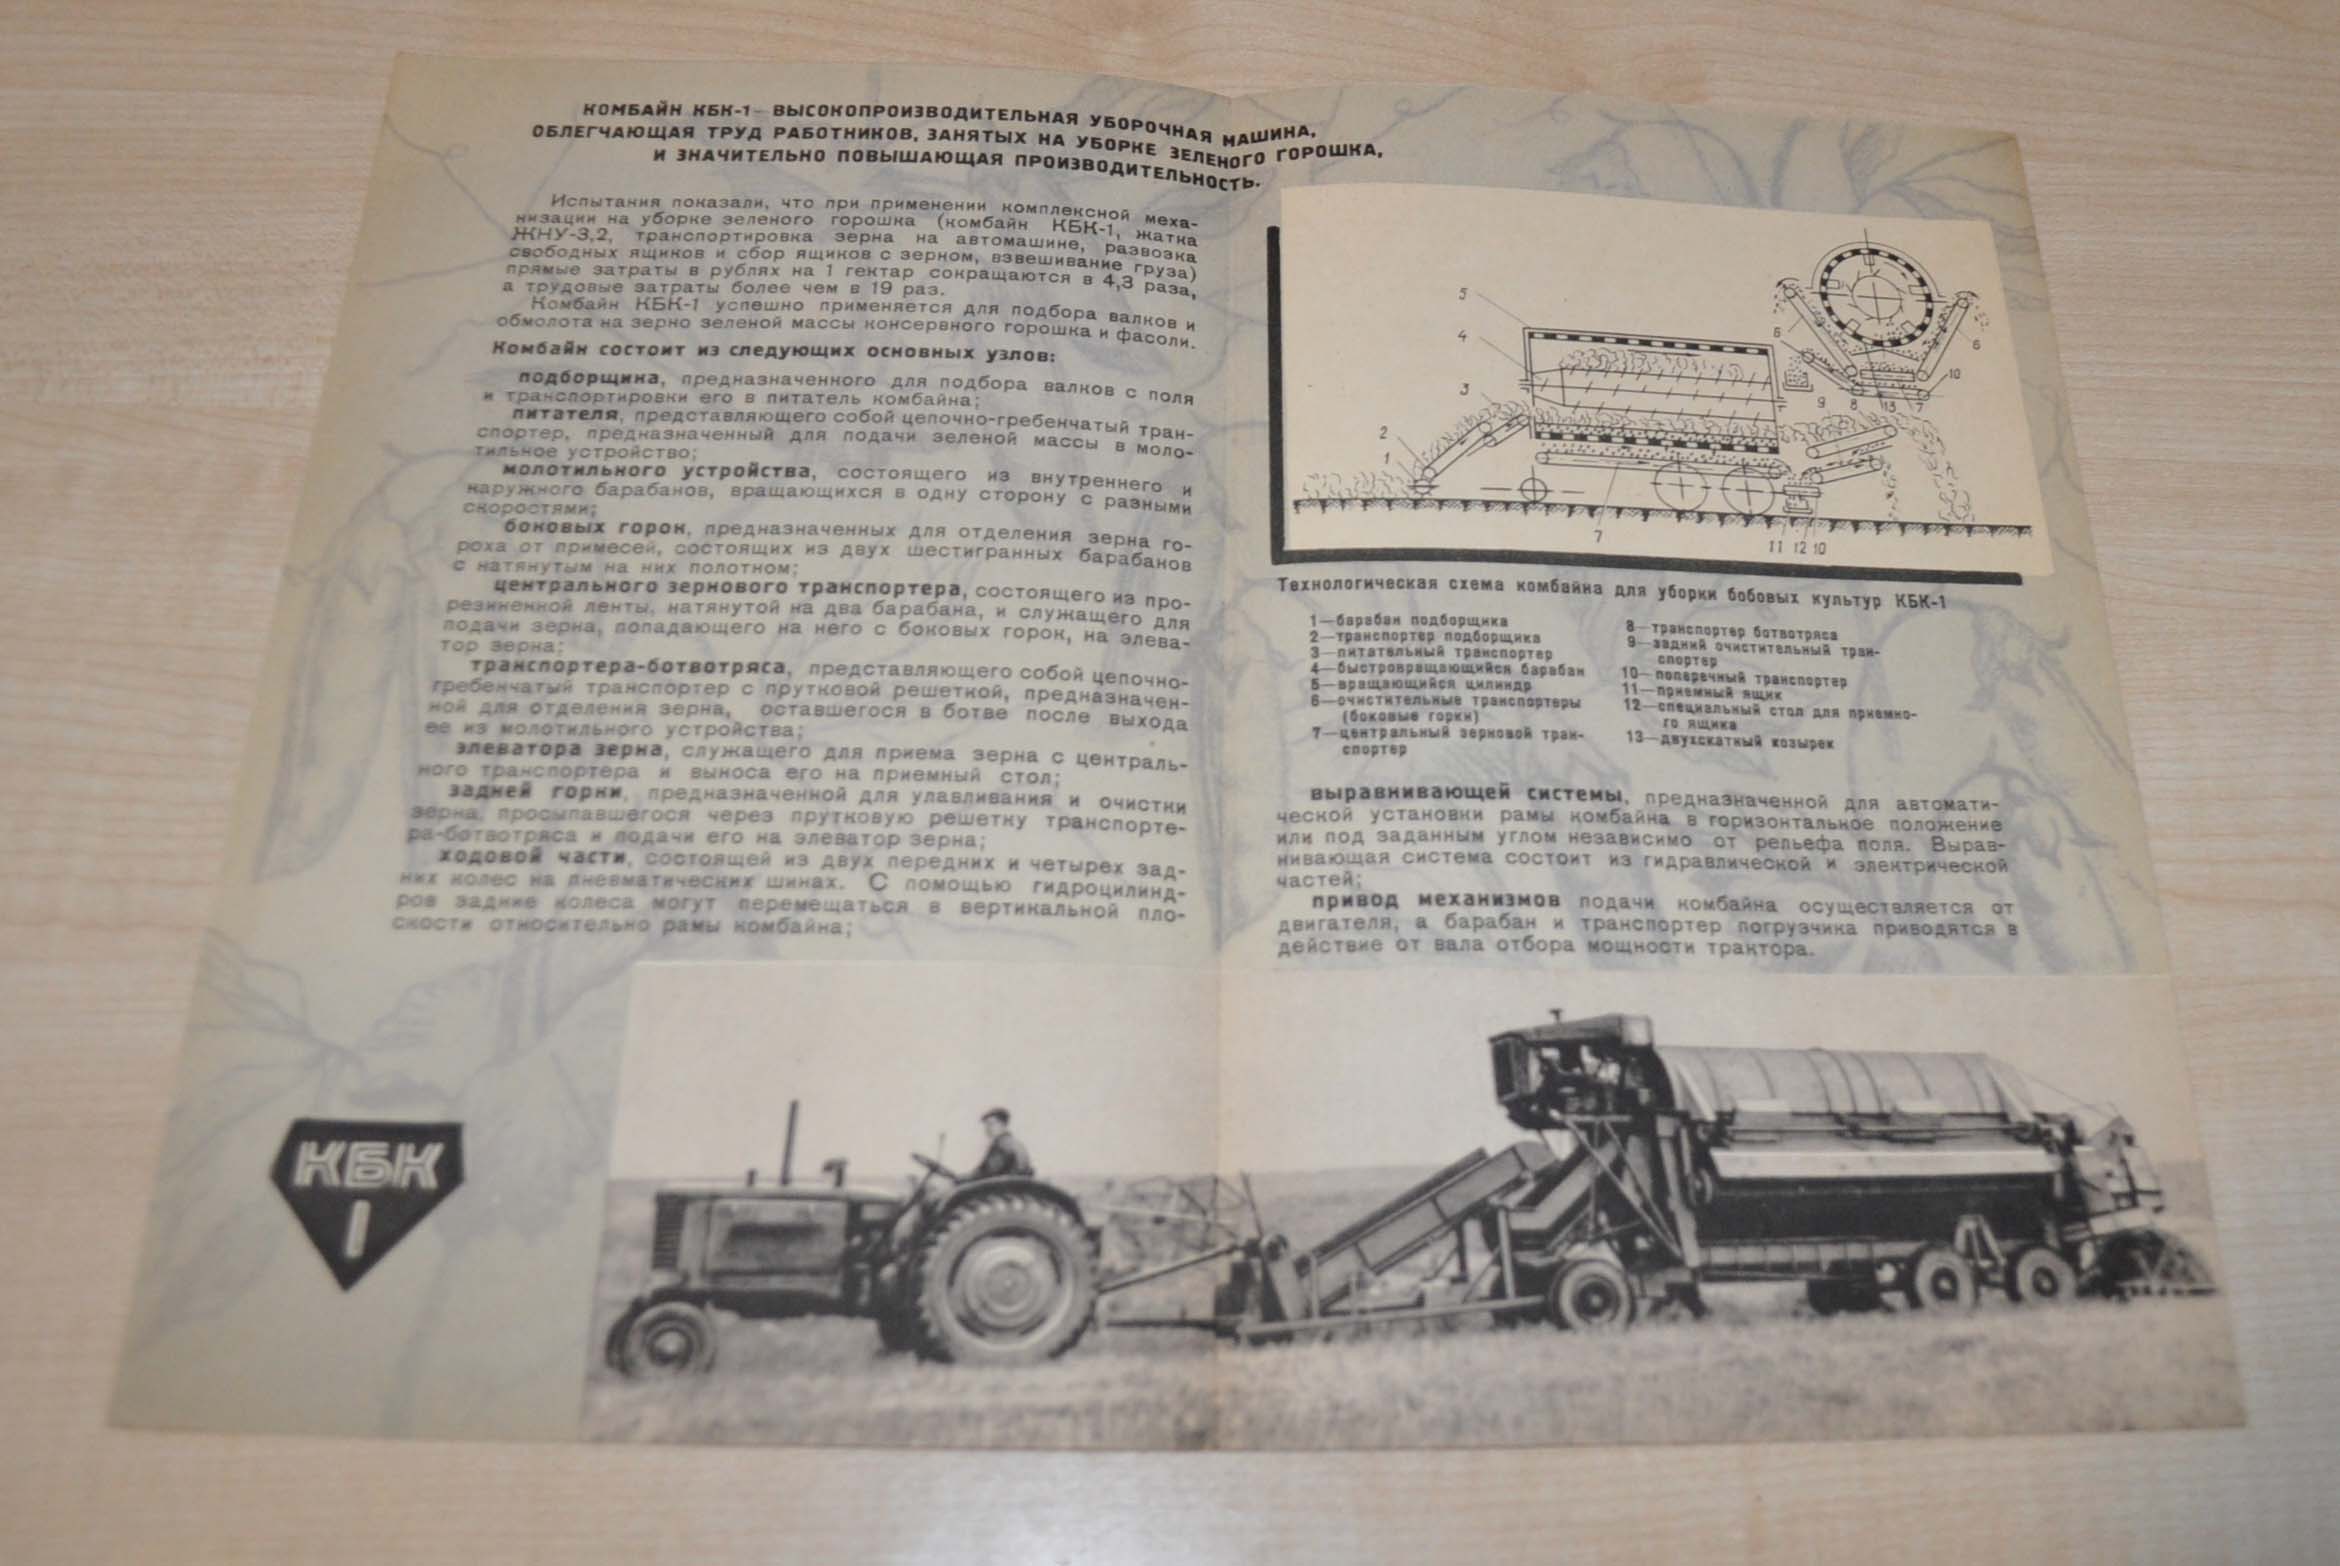 КОМБАЙН КБК-1 — ВЫСОКОПРОИЗВОДИТЕЛЬНАЯ УБОРОЧНАЯ МАШИНА,
ОБЛЕГЧАЮЩАЯ ТРУД РАБОТНИКОВ, ЗАНЯТЫХ НА УБОРКЕ ЗЕЛЕНОГО ГОРОШКА,
И ЗНАЧИТЕЛЬНО ПОВЫШАЮЩАЯ ПРОИЗВОДИТЕЛЬНОСТЬ.
Испытания показали, что при применении комплексной меха-
низации на уборке зеленого горошка (комбайн КБК-1, жатка
ЖНУ-3,2, транспортировка зерна на автомашине, развозка
свободных ящиков и сбор ящиков с зерном, взвешивание груза)
прямые затраты в рублях на 1 гектар сокращаются в 4,3 раза,
а трудовые затраты более чем в 19 раз.
Комбайн КБК-1 успешно применяется для подбора валков и
обмолота на зерно зеленой массы консервного горошка и фасоли.
Комбайн состоит из следующих основных узлов:
подборщика, предназначенного для подбора валков с поля
и транспортировки его в питатель комбайна;
питателя, представляющего собой цепочно-гребенчатый тран-
спортер, предназначенный для подачи зеленой массы в моло-
тильное устройство;
молотильного устройства, состоящего из внутреннего и
наружного барабанов, вращающихся в одну сторону с разными
скоростями;
боковых горок, предназначенных для отделения зерна го-
роха от примесей, состоящих из двух шестигранных барабанов
с натянутым на них полотном;
центрального зернового транспортера, состоящего из про-
резиненной ленты, натянутой на два барабана, и служащего для
подачи зерна, попадающего на него с боковых горок, на элева-
тор зерна;
транспортера-ботвотряса, представляющего собой цепочно-
гребенчатый транспортер с прутковой решеткой, предназначен-
ной для отделения зерна, оставшегося в ботве после выхода
ее из молотильного устройства;
элеватора зерна, служащего для приема зерна с централь-
ного транспортера и выноса его на приемный стол;
задней горки, предназначенной для улавливания и очистки
зерна, просыпавшегося через прутковую решетку транспорте-
ра-ботвотряса и подачи его на элеватор зерна;
ходовой части, состоящей из двух передних и четырех зад-
них колес на пневматических шинах. С помощью гидроцилинд-
ров задние колеса могут перемещаться в вертикальной пло-
скости относительно рамы комбайна;
5
4
3
2
1
7
11 12 10
6
6
10
9 8 13 7
Технологическая схема комбайна для уборки бобовых культур КБК-1
1—барабан подборщика
2—транспортер подборщика
3—питательный транспортер
4—быстровращающийся барабан
5—вращающийся цилиндр
6—очистительные транспортеры
(боковые горки)
7—центральный зерновой тран-
спортер
8—транспортер ботвотряса
9—задний очистительный тран-
спортер
10—поперечный транспортер
11—приемный ящик
12—специальный стол для приемно-
го ящика
13—двухскатный козырек
выравнивающей системы, предназначенной для автомати-
ческой установки рамы комбайна в горизонтальное положение
или под заданным углом независимо от рельефа поля. Вырав-
нивающая система состоит из гидравлической и электрической
частей;
привод механизмов подачи комбайна осуществляется от
двигателя, а барабан и транспортер погрузчика приводятся в
действие от вала отбора мощности трактора.
КБК
1